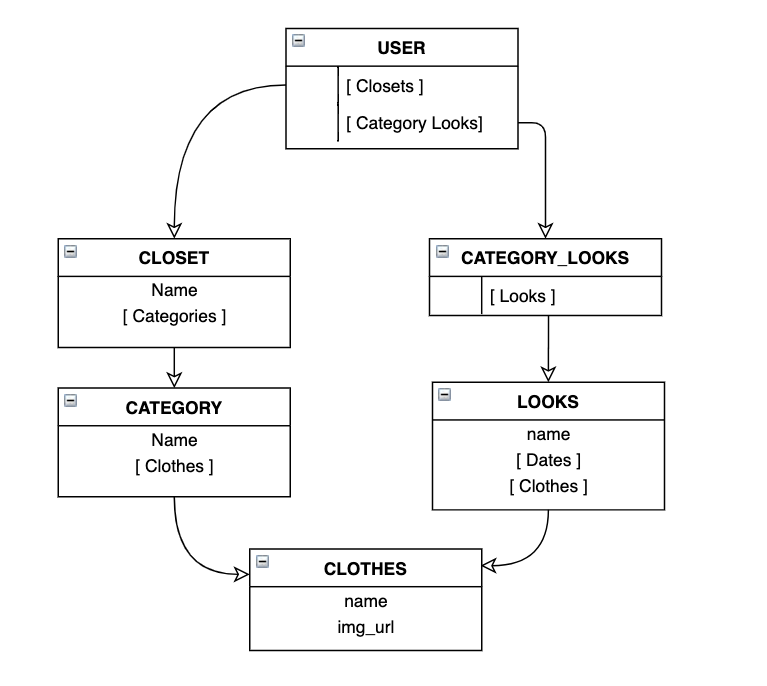 USER
[ Closets ]
[ Category Looks]
CLOSET
Name
[ Categories ]
CATEGORY_LOOKS
[ Looks ]
CATEGORY
Name
[ Clothes ]
LOOKS
name
[ Dates ]
[ Clothes ]
CLOTHES
name
img_url